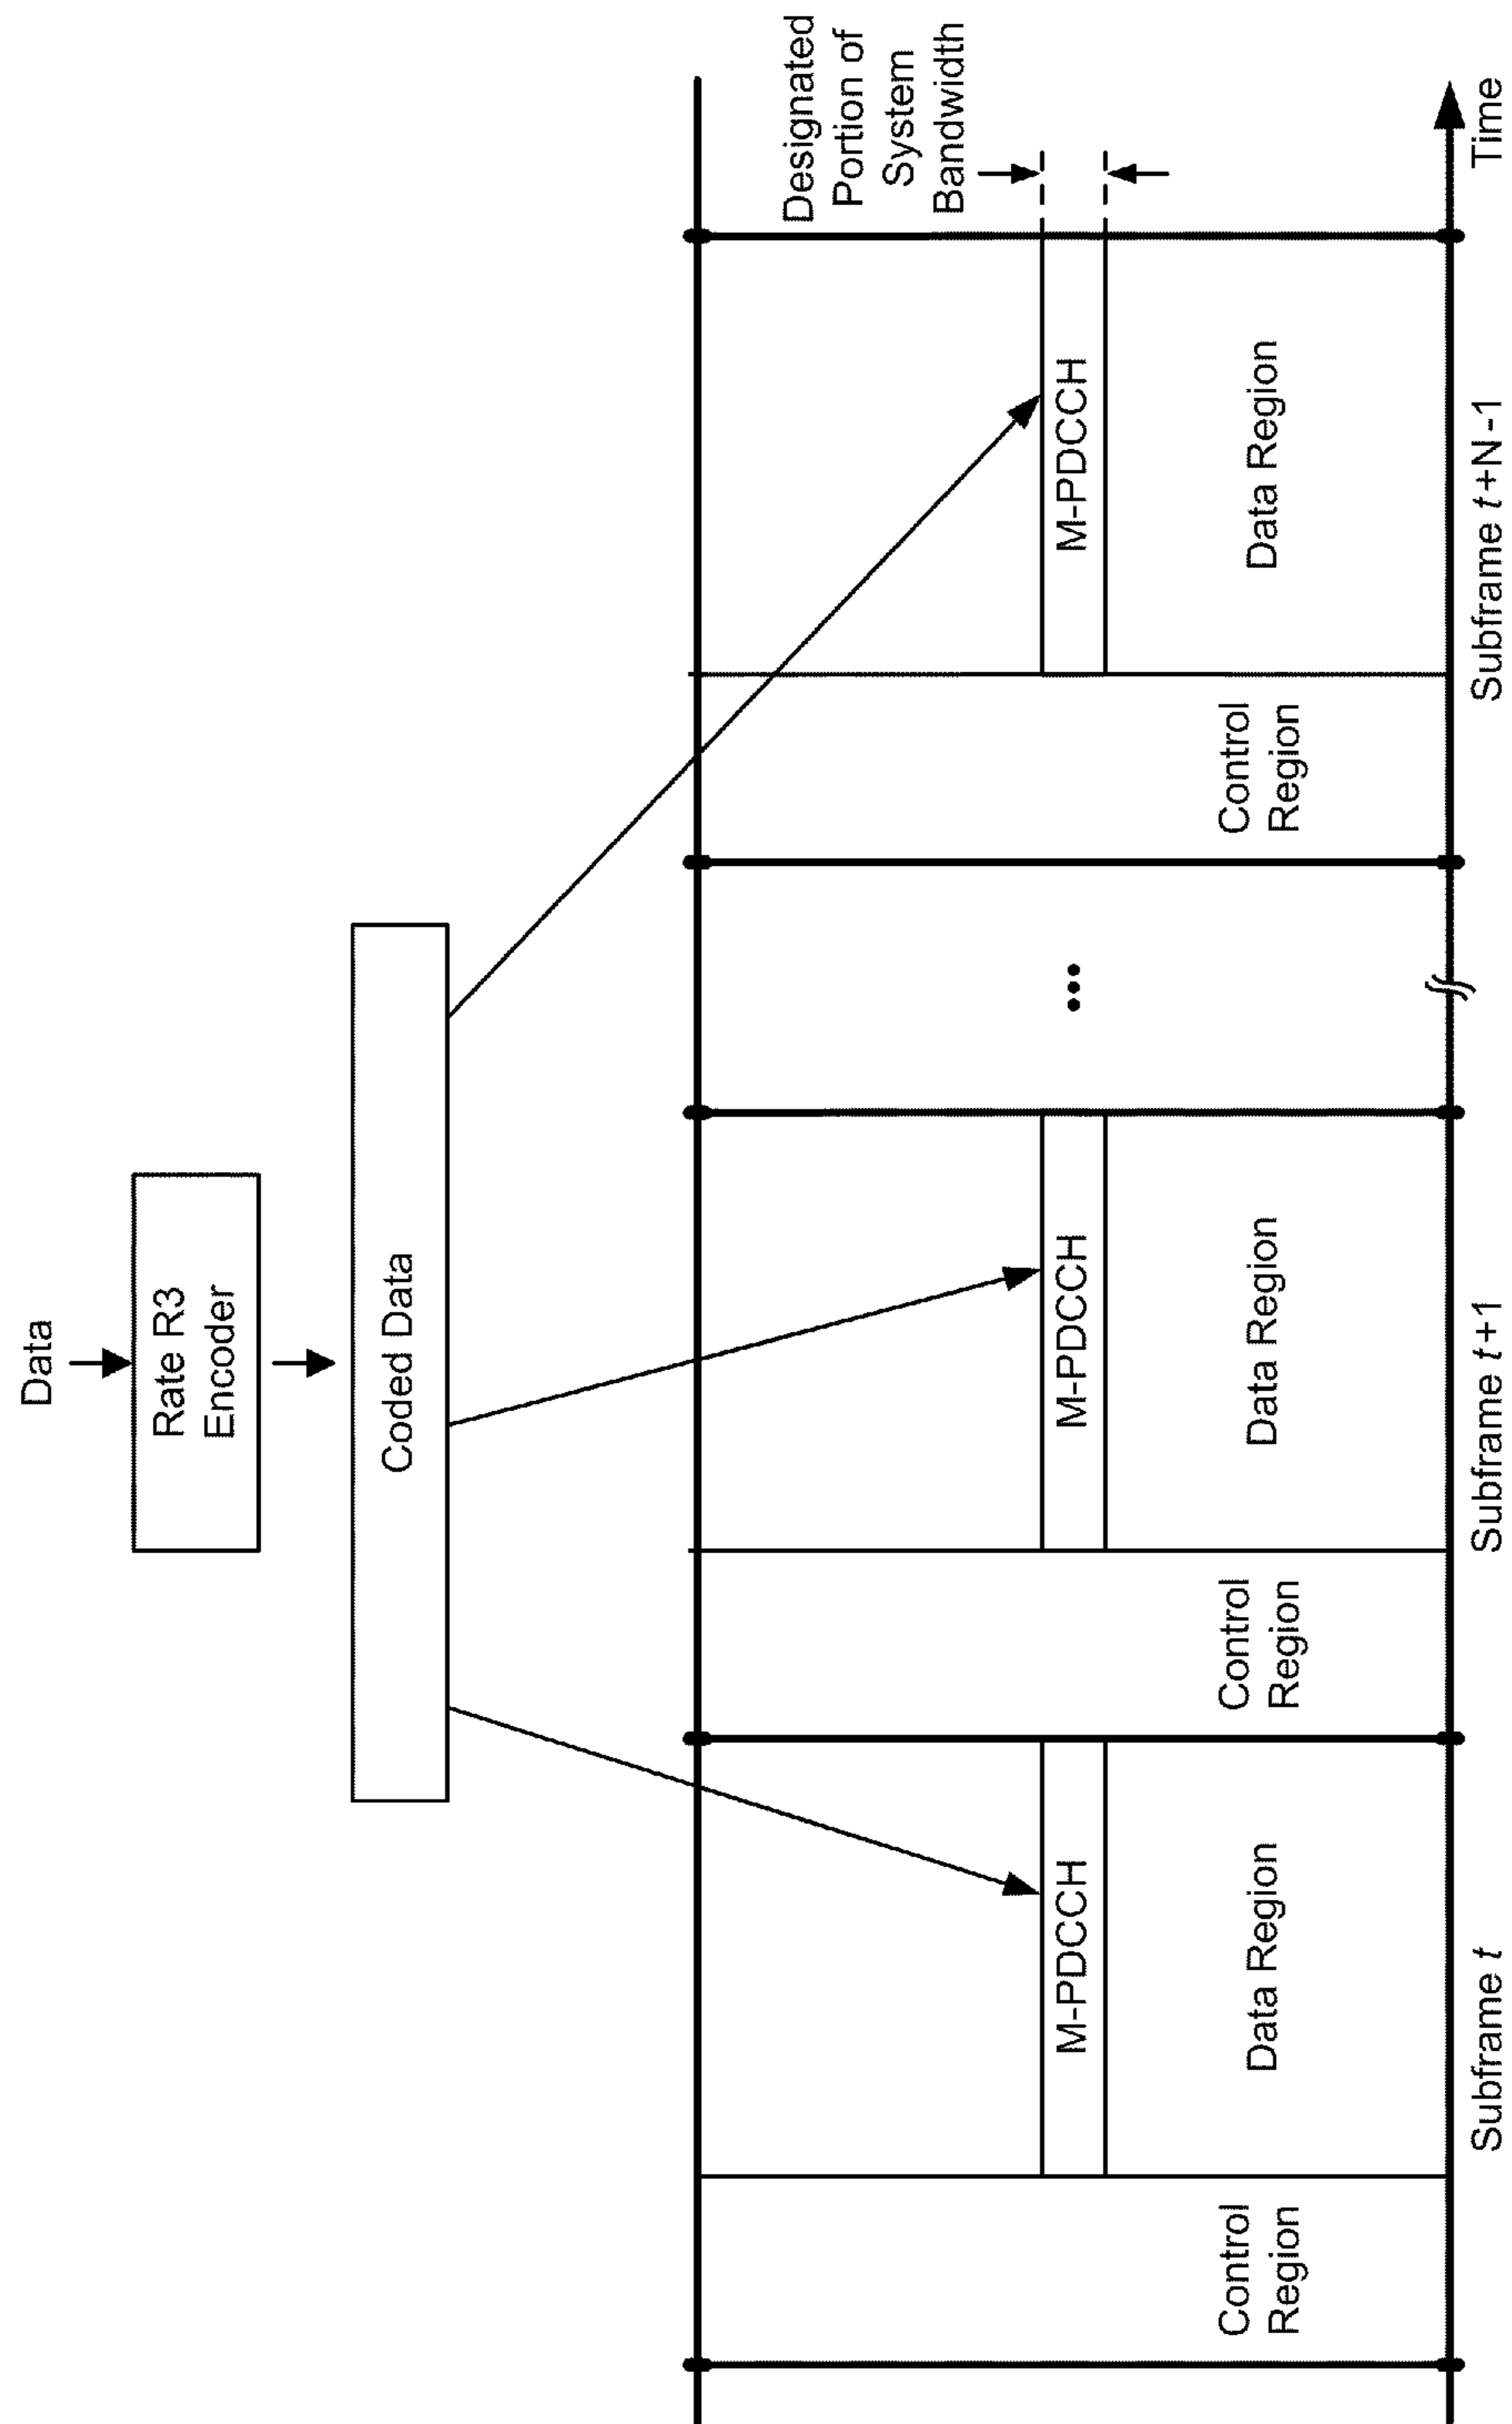 Data
Rate R3
Encoder
Coded Data
Designated
Portion of
System
Bandwidth
M-PDCCH
M-PDCCH
...
M-PDCCH
Control
Region
Data Region
Control
Region
Data Region
Control
Region
Data Region
Subframe t
Subframe t+1
Subframe t+N-1
Time